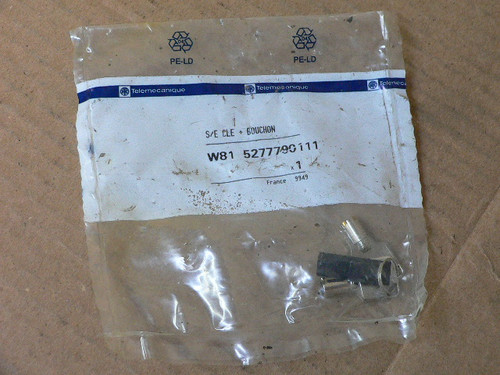 PE-LD PE-LD
Telemecanique Telemecanique Telemecanique
S/E CLE + BOUCHON
W81 5277790111
.1
France 9949